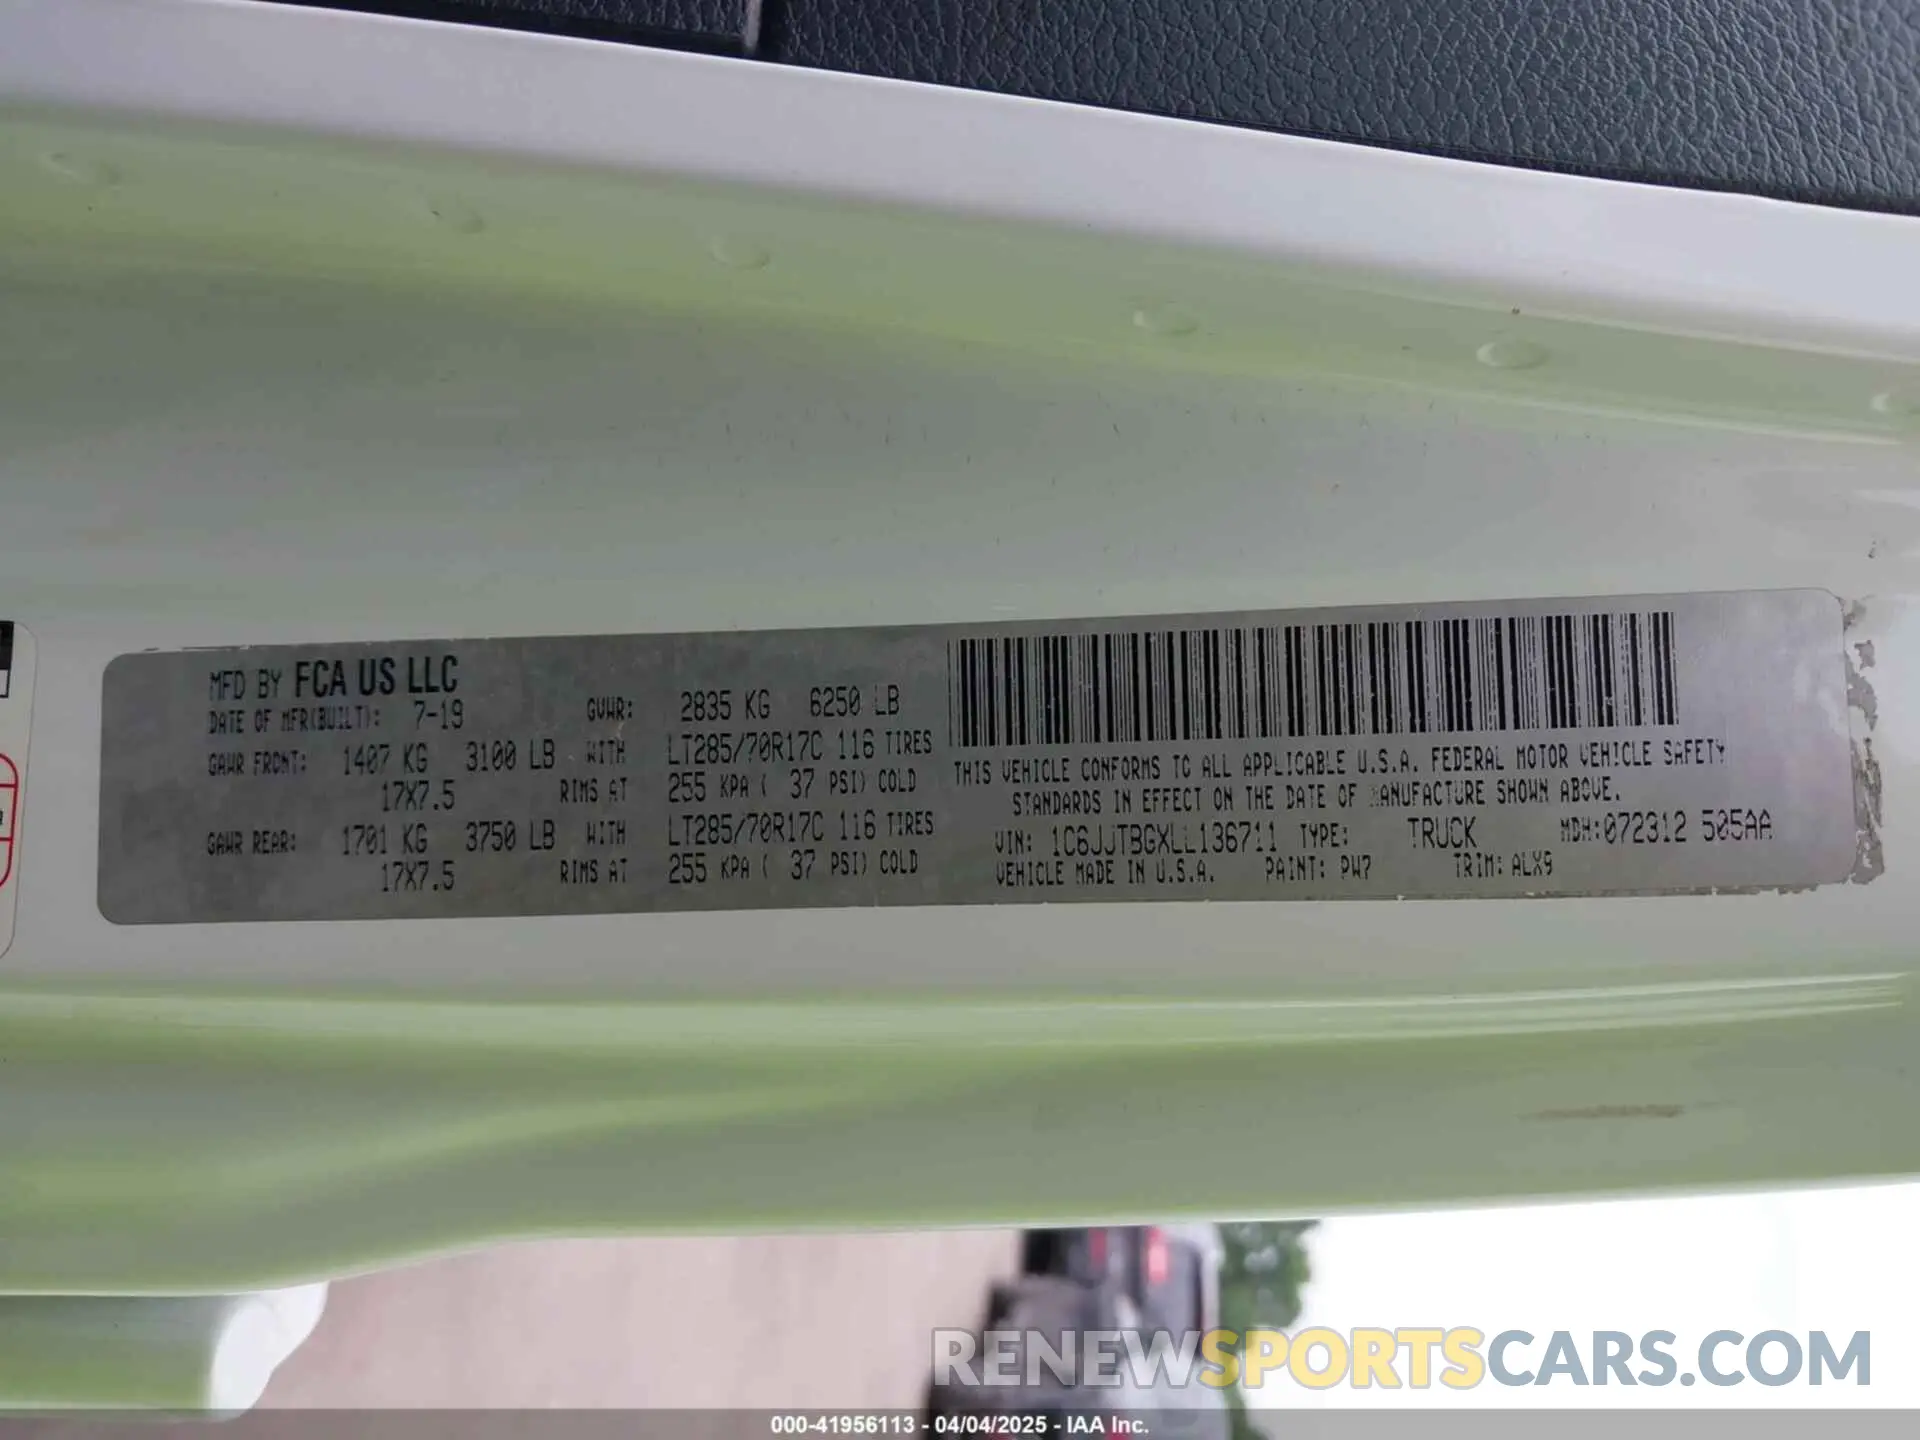 MFD BY FCA US LLC
DATE OF MFR(BUILT): 7-19 GVWR: 2835 KG 6250 LB
GAWR FRONT: 1407 KG 3100 LB WITH LT285/70R17C 116 TIRES
17X7.5 RIMS AT 255 KPA ( 37 PSI) COLD
GAWR REAR: 1701 KG 3750 LB WITH LT285/70R17C 116 TIRES
17X7.5 RIMS AT 255 KPA ( 37 PSI) COLD
THIS VEHICLE CONFORMS TO ALL APPLICABLE U.S.A. FEDERAL MOTOR VEHICLE SAFETY
STANDARDS IN EFFECT ON THE DATE OF MANUFACTURE SHOWN ABOVE.
VIN: 1C6JJTBGXLL136711 TYPE: TRUCK MDH:072312 505AA
VEHICLE MADE IN U.S.A. PAINT: PW7 TRIM: ALX9
RENEWSPORTSCARS.COM
000-41956113 - 04/04/2025 - IAA Inc.